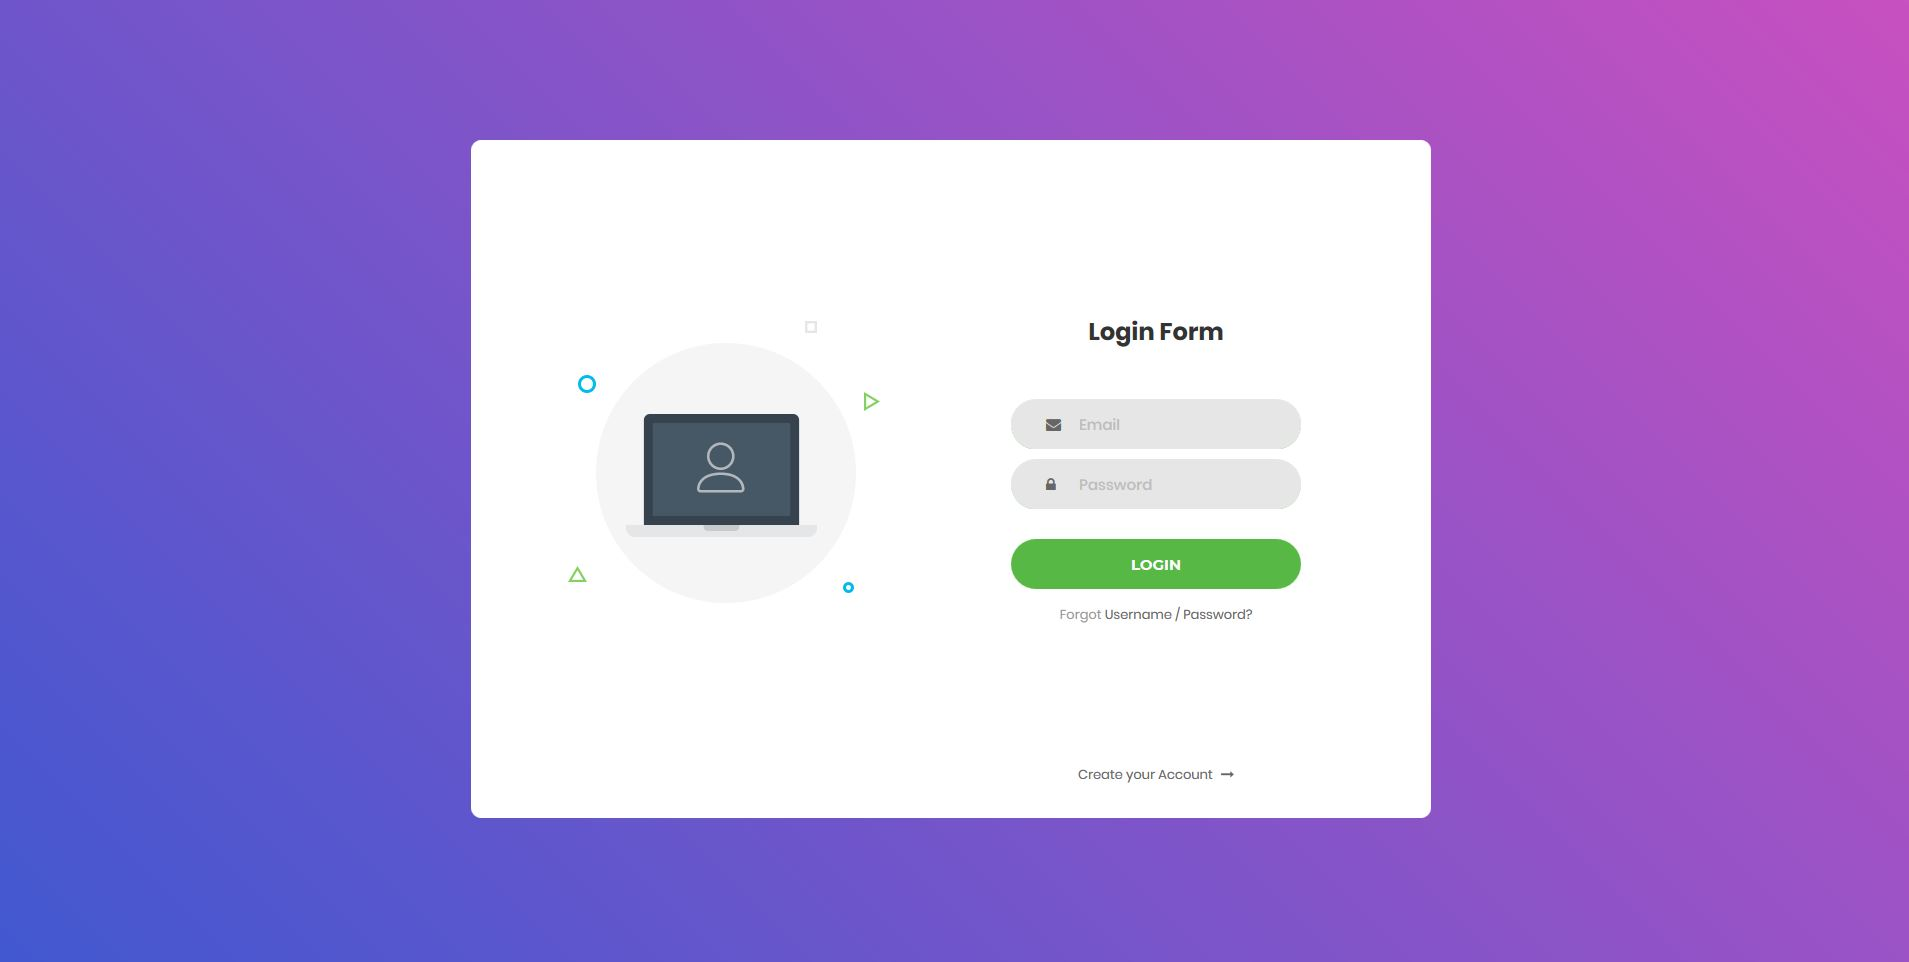 Login Form
Email
Password
LOGIN
Forgot Username / Password?
Create your Account